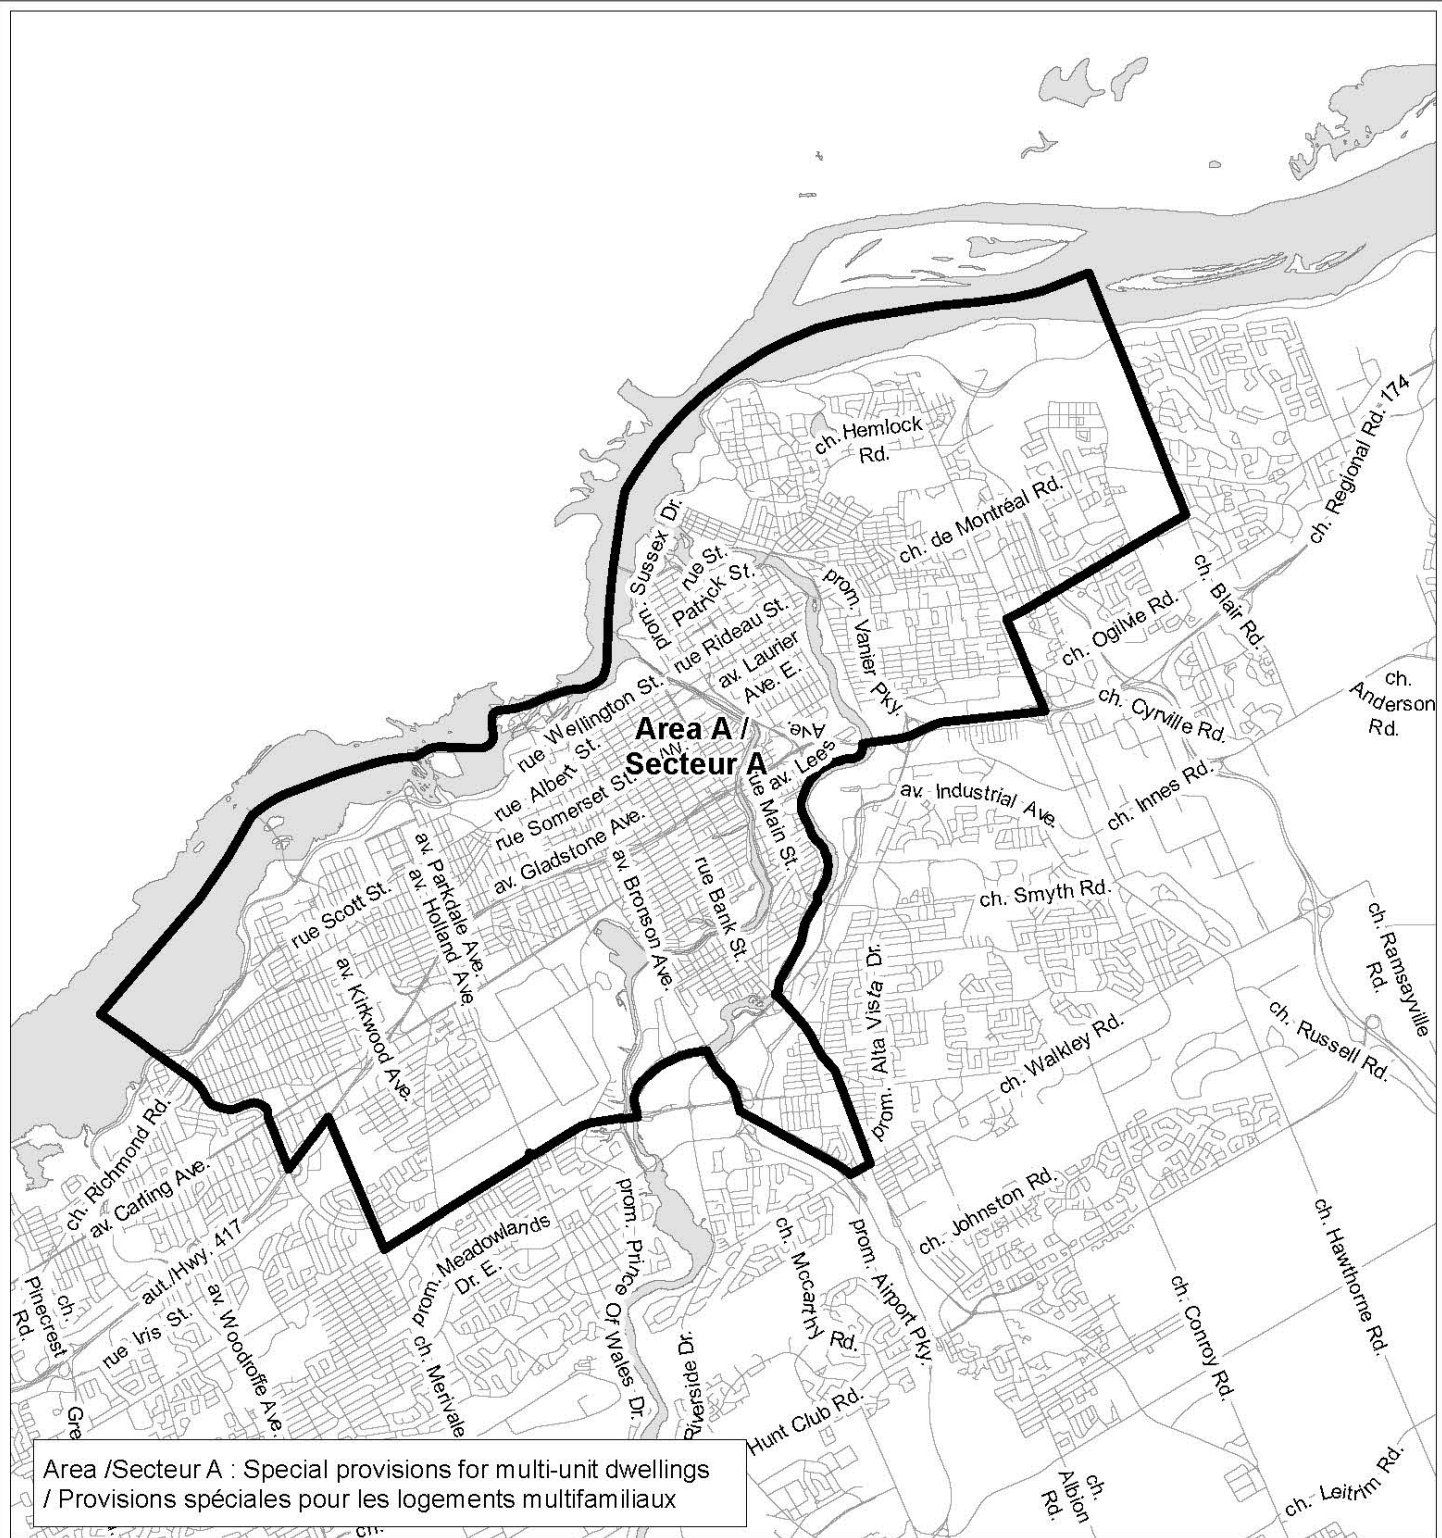 ch. Hemlock
Rd.
ch. Regional Rd. 174
ch. de Montréal Rd.
prom. Sussex Dr.
rue St.
Patrick St.
rue Rideau St.
av. Laurier
Ave. E.
prom. Vanier Pky.
ch. Ogilvie Rd.
ch. Blair Rd.
ch. Cyrville Rd.
ch.
Anderson
Rd.
rue Wellington St.
Area A /
Secteur A
rue Albert St.
rue Somerset St. W.
av. Lees
Ave.
rue Main St.
av. Gladstone Ave.
av. Industrial Ave.
ch. Innes Rd.
av. Parkdale Ave.
av. Holland Ave.
av. Bronson Ave.
rue Bank St.
rue Scott St.
ch. Smyth Rd.
ch. Ramsayville
Rd.
av. Kirkwood Ave.
prom. Alta Vista Dr.
ch. Walkley Rd.
ch. Russell Rd.
ch. Richmond Rd.
av. Carling Ave.
aut./Hwy. 417
rue Iris St.
av. Woodroffe Ave.
ch.
Pinecrest
Rd.
prom. Meadowlands
Dr. E.
ch. Merivale
prom. Prince Of Wales Dr.
Riverside Dr.
ch. Mccarthy
Rd.
prom. Airport Pky.
ch. Johnston Rd.
ch. Hawthorne Rd.
ch. Conroy Rd.
Hunt Club Rd.
ch.
Albion
Rd.
ch. Leitrim Rd.
Gre
Area /Secteur A : Special provisions for multi-unit dwellings
/ Provisions spéciales pour les logements multifamiliaux
ch.